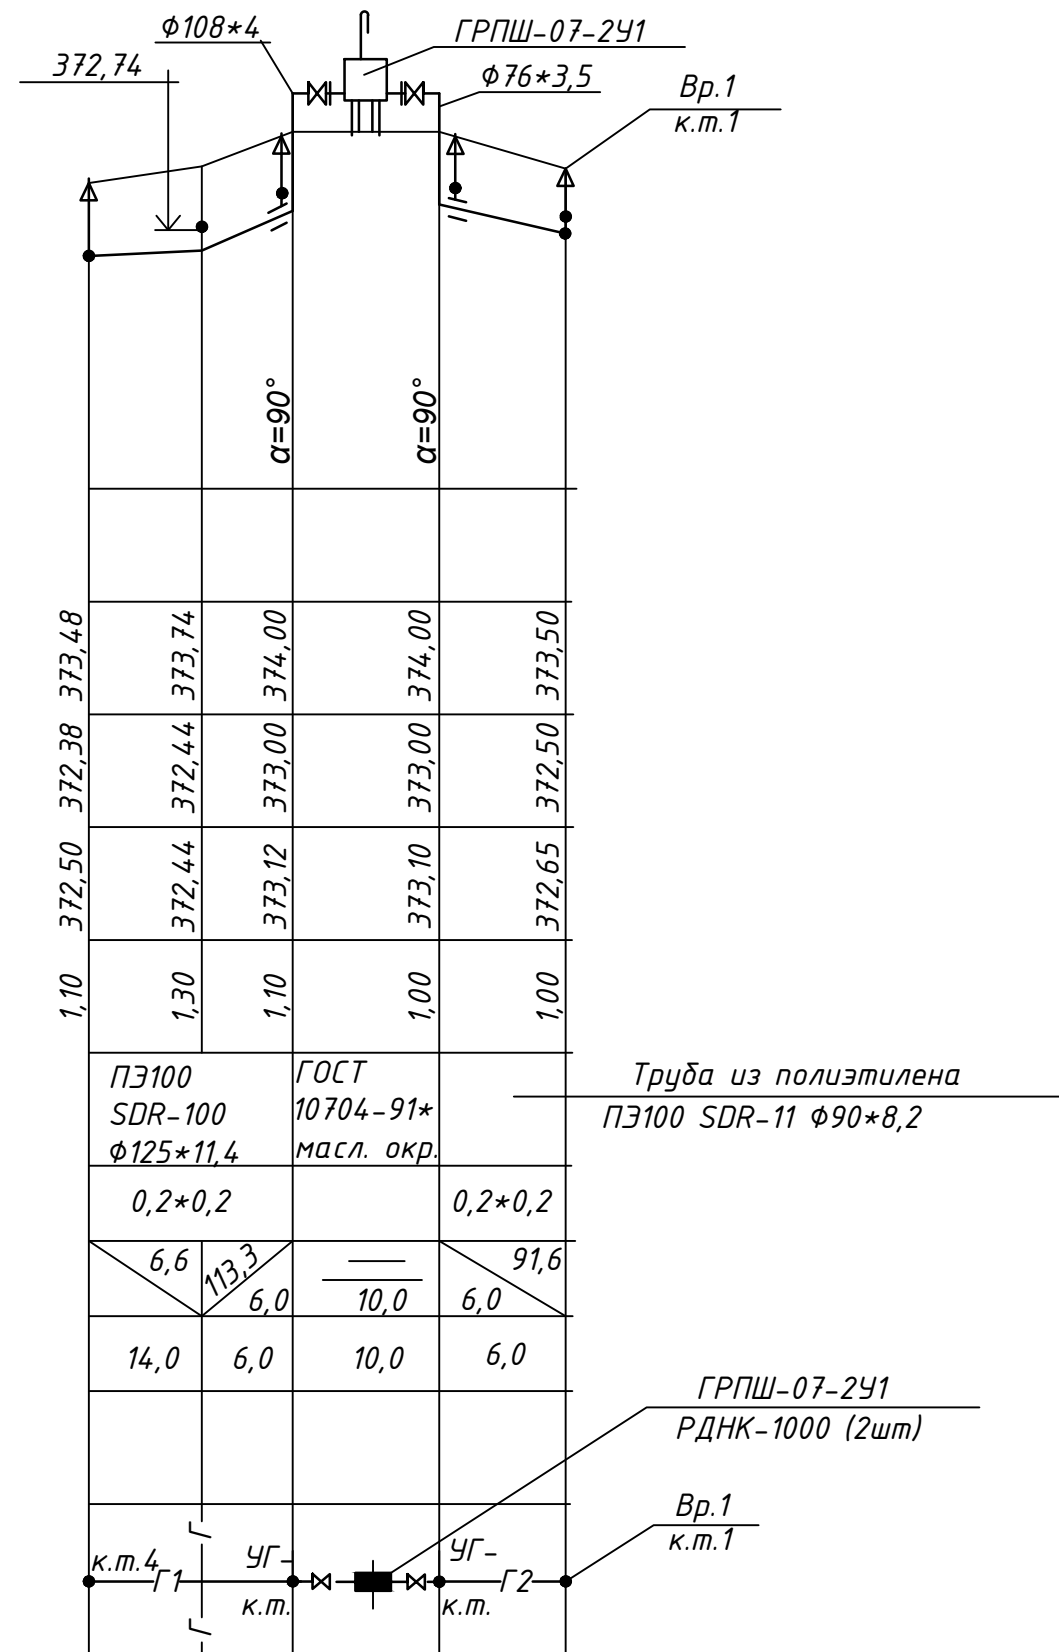 Ф108*4
ГРПШ-07-2У1
372,74
Ф76*3,5
Вр.1
к.т.1
α=90°
α=90°
373,48
373,74
374,00
374,00
373,50
372,38
372,44
373,00
373,00
372,50
372,50
372,44
373,12
373,10
372,65
1,10
1,30
1,10
1,00
1,00
ПЭ100
SDR-100
Ф125*11,4
ГОСТ
10704-91*
масл. окр.
Труба из полиэтилена
ПЭ100 SDR-11 Ф90*8,2
0,2*0,2
0,2*0,2
6,6
113,3
6,0
10,0
6,0
91,6
14,0
6,0
10,0
6,0
ГРПШ-07-2У1
РДНК-1000 (2шт)
Вр.1
к.т.1
Г
к.т.4
Г1
УГ-
к.т.
УГ-
к.т.
Г2
Г